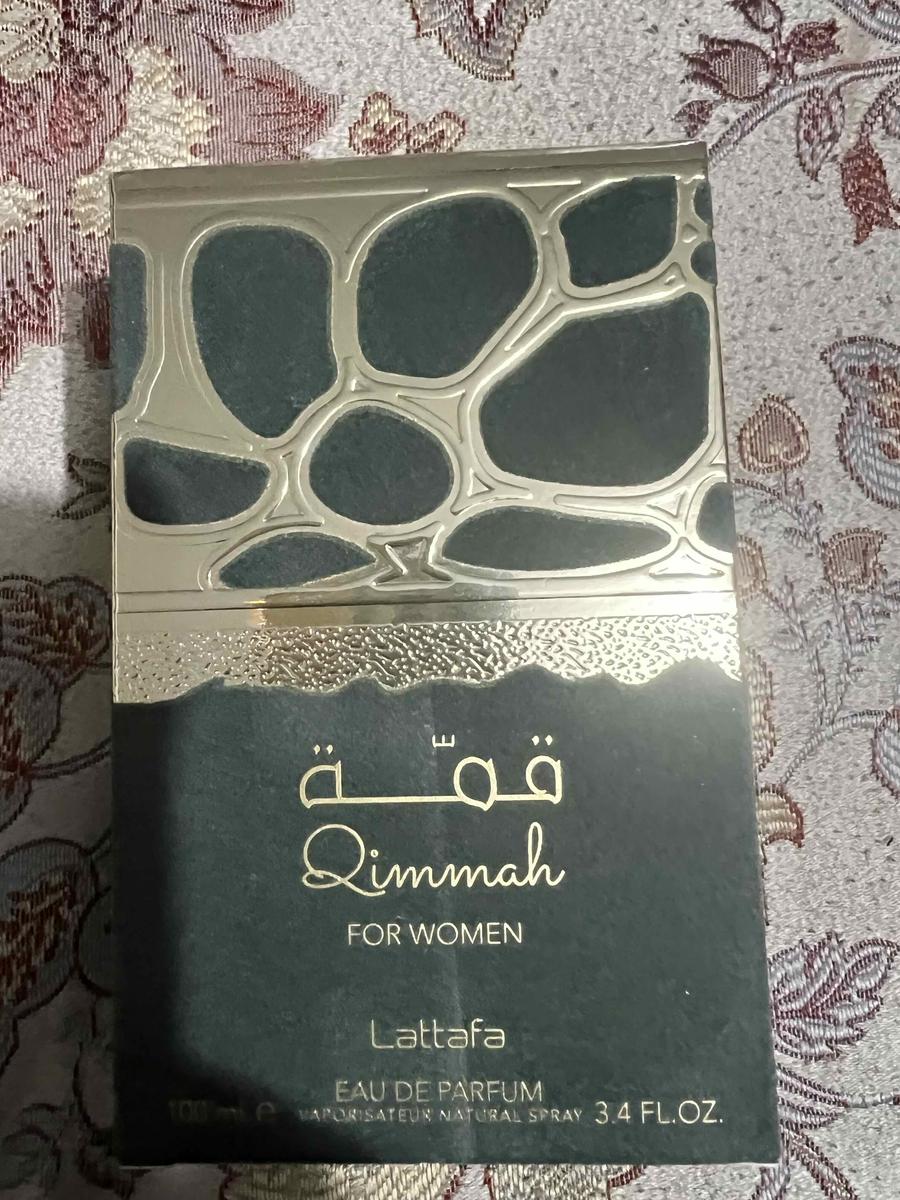 قمّة
Qimmah
FOR WOMEN
Lattafa
EAU DE PARFUM
100 ml e VAPORISATEUR NATURAL SPRAY 3.4 FL.OZ.